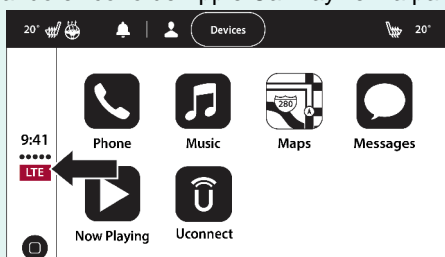 20° 20°
Devices
Phone Music Maps Messages
280
9:41
LTE
Now Playing Uconnect